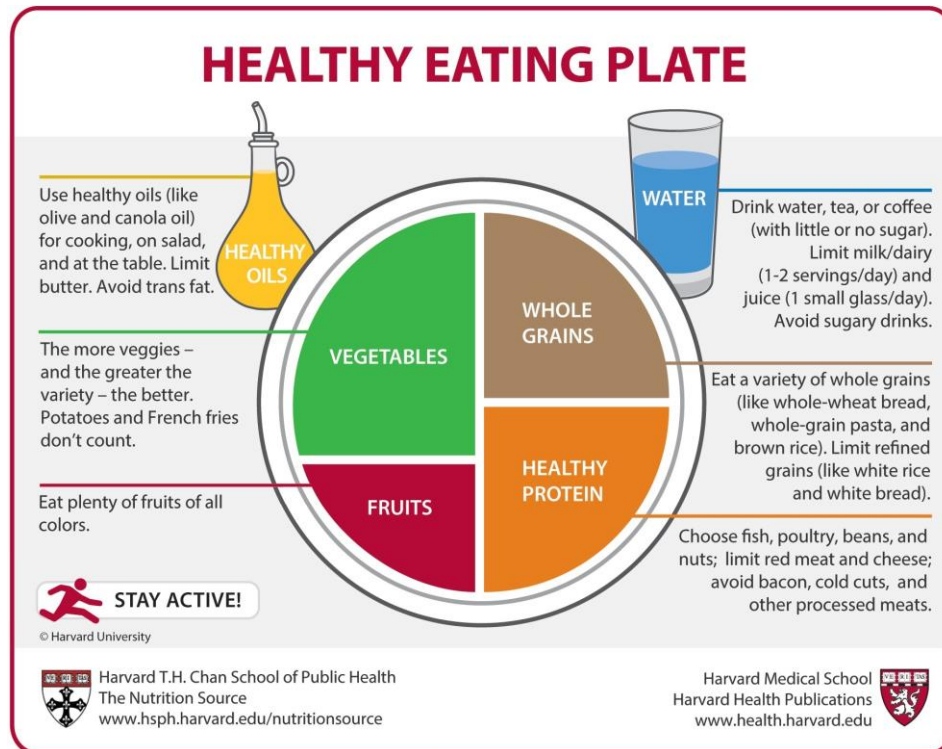 HEALTHY EATING PLATE
Use healthy oils (like
olive and canola oil)
for cooking, on salad,
and at the table. Limit
butter. Avoid trans fat.
HEALTHY
OILS
The more veggies –
and the greater the
variety – the better.
Potatoes and French fries
don’t count.
Eat plenty of fruits of all
colors.
VEGETABLES
FRUITS
WHOLE
GRAINS
HEALTHY
PROTEIN
WATER
Drink water, tea, or coffee
(with little or no sugar).
Limit milk/dairy
(1-2 servings/day) and
juice (1 small glass/day).
Avoid sugary drinks.
Eat a variety of whole grains
(like whole-wheat bread,
whole-grain pasta, and
brown rice). Limit refined
grains (like white rice
and white bread).
Choose fish, poultry, beans, and
nuts; limit red meat and cheese;
avoid bacon, cold cuts, and
other processed meats.
STAY ACTIVE!
© Harvard University
Harvard T.H. Chan School of Public Health
The Nutrition Source
www.hsph.harvard.edu/nutritionsource
Harvard Medical School
Harvard Health Publications
www.health.harvard.edu